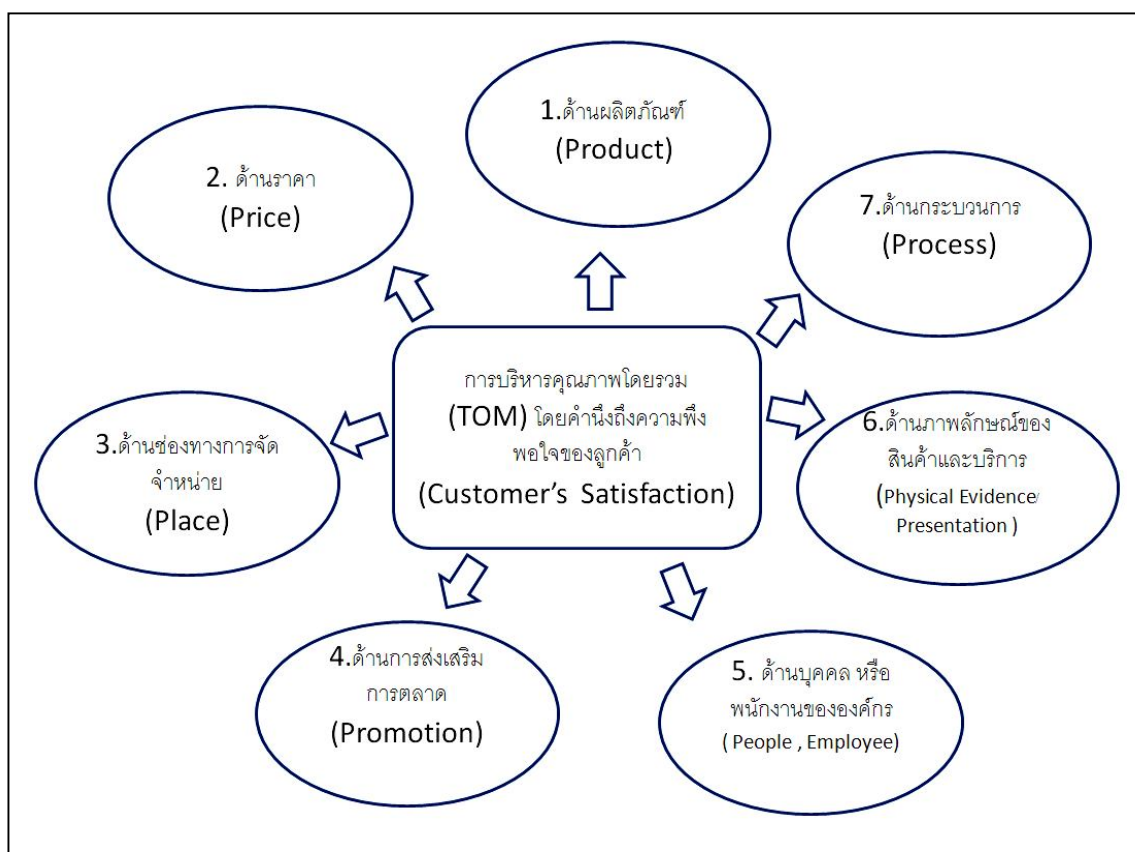 1.ด้านผลิตภัณฑ์
(Product)
2. ด้านราคา
(Price)
7.ด้านกระบวนการ
(Process)
การบริหารคุณภาพโดยรวม
(TOM) โดยคำนึงถึงความพึง
พอใจของลูกค้า
(Customer's Satisfaction)
3.ด้านช่องทางการจัด
จำหน่าย
(Place)
6.ด้านภาพลักษณ์ของ
สินค้าและบริการ
(Physical Evidence/
Presentation )
4.ด้านการส่งเสริม
การตลาด
(Promotion)
5. ด้านบุคคล หรือ
พนักงานขององค์กร
( People , Employee)